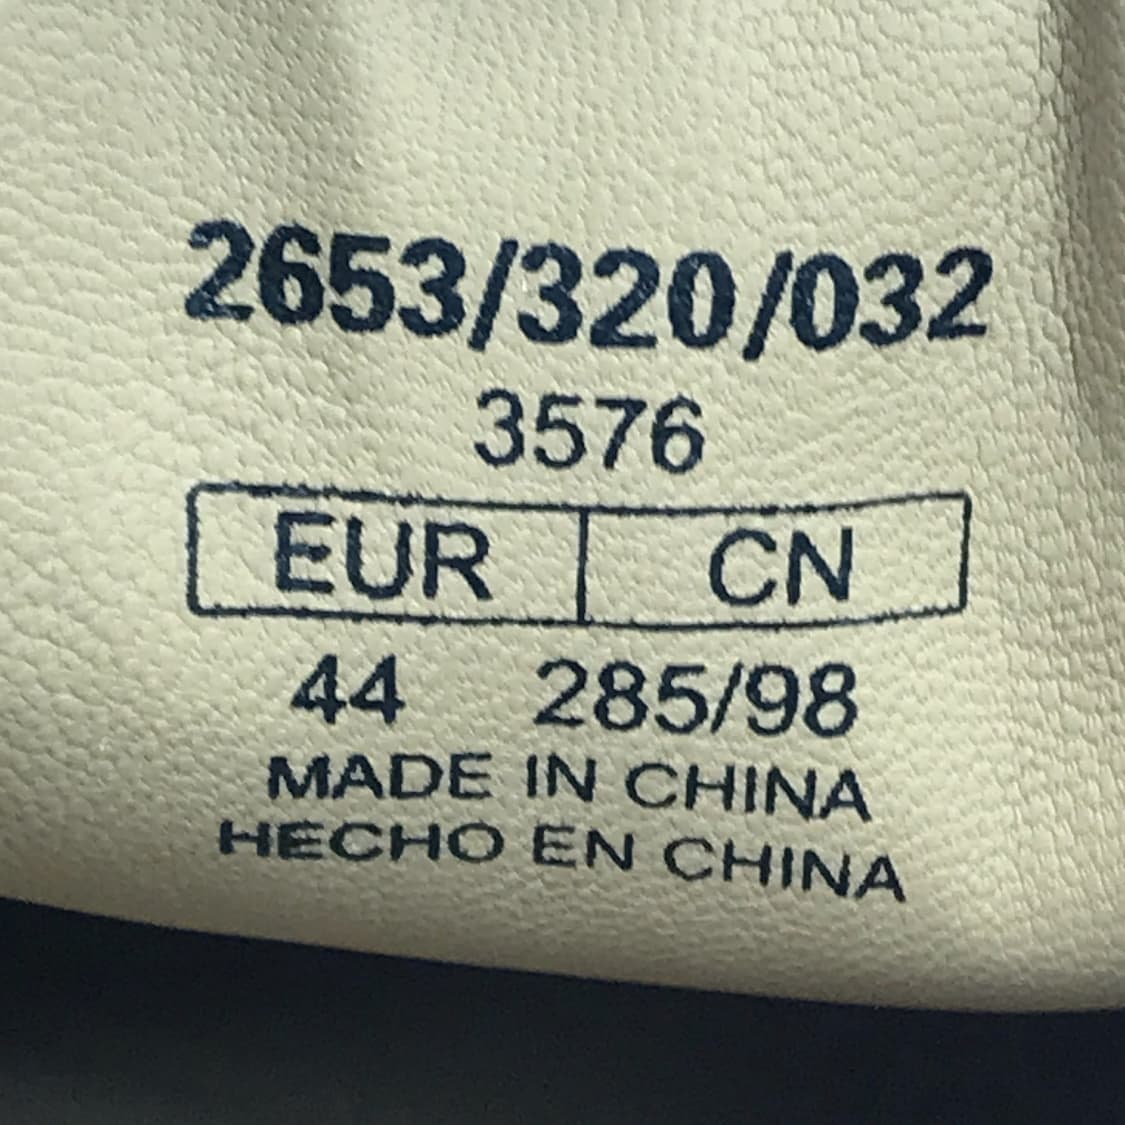 2653/320/032
3576
EUR CN
44 285/98
MADE IN CHINA
HECHO EN CHINA